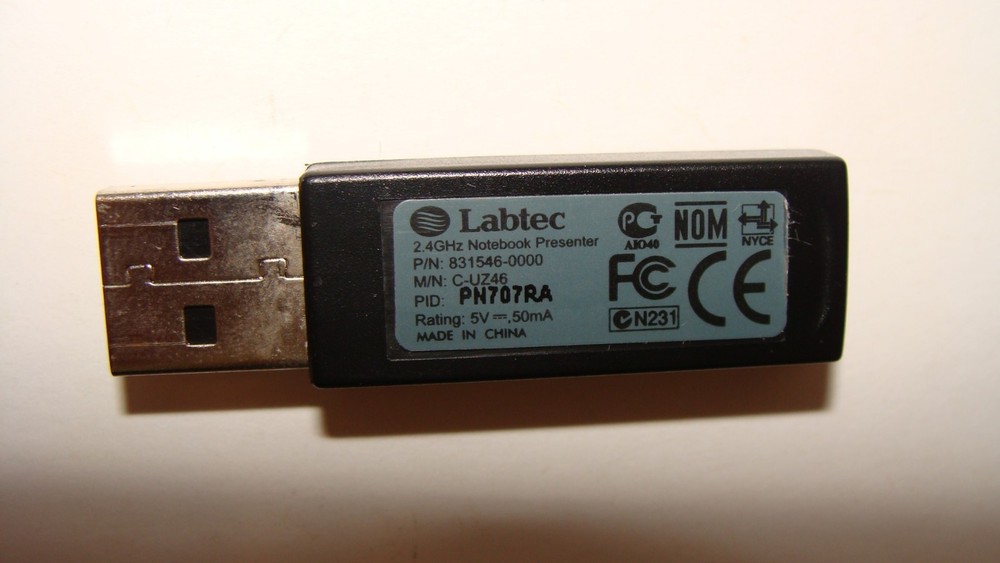 Labtec
2.4GHz Notebook Presenter
P/N: 831546-0000
M/N: C-UZ46
PID: PN707RA
Rating: 5V⎓,50mA
MADE IN CHINA
PCT
AIO40
NOM
NYCE
FC CE
N231